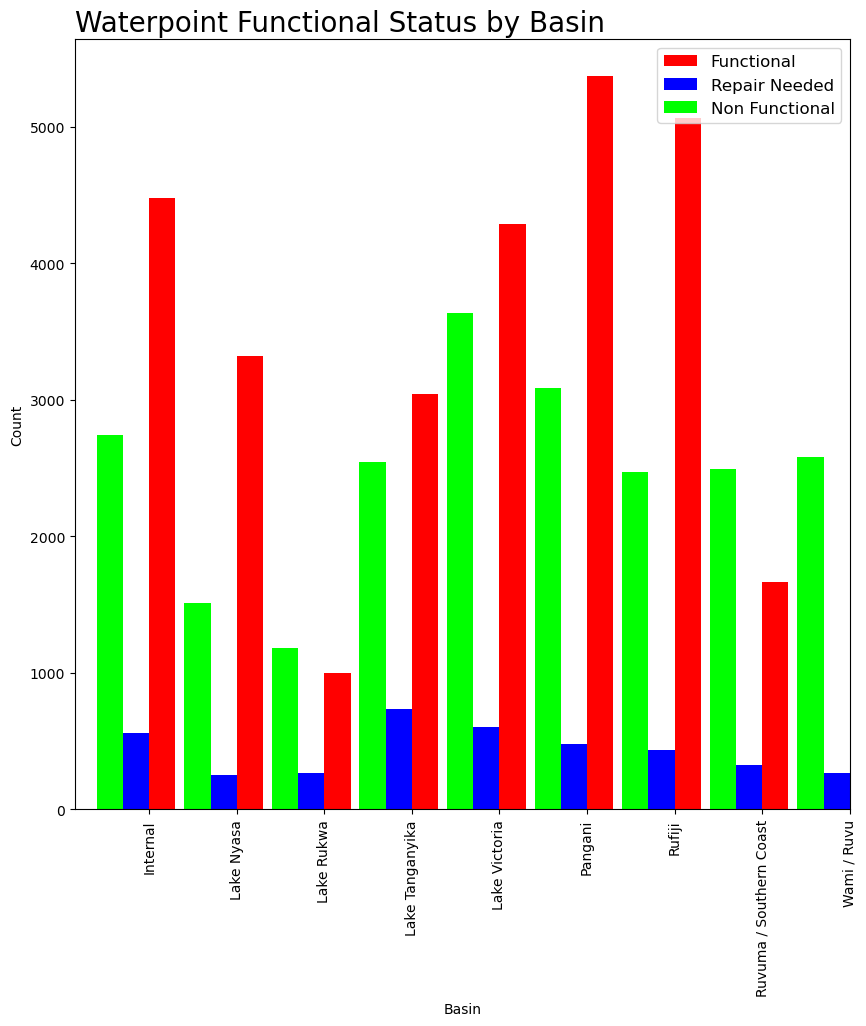 Waterpoint Functional Status by Basin
Functional
Repair Needed
Non Functional
5000
4000
3000
2000
1000
0
Count
Internal
Lake Nyasa
Lake Rukwa
Lake Tanganyika
Lake Victoria
Pangani
Rufiji
Ruvuma / Southern Coast
Wami / Ruvu
Basin